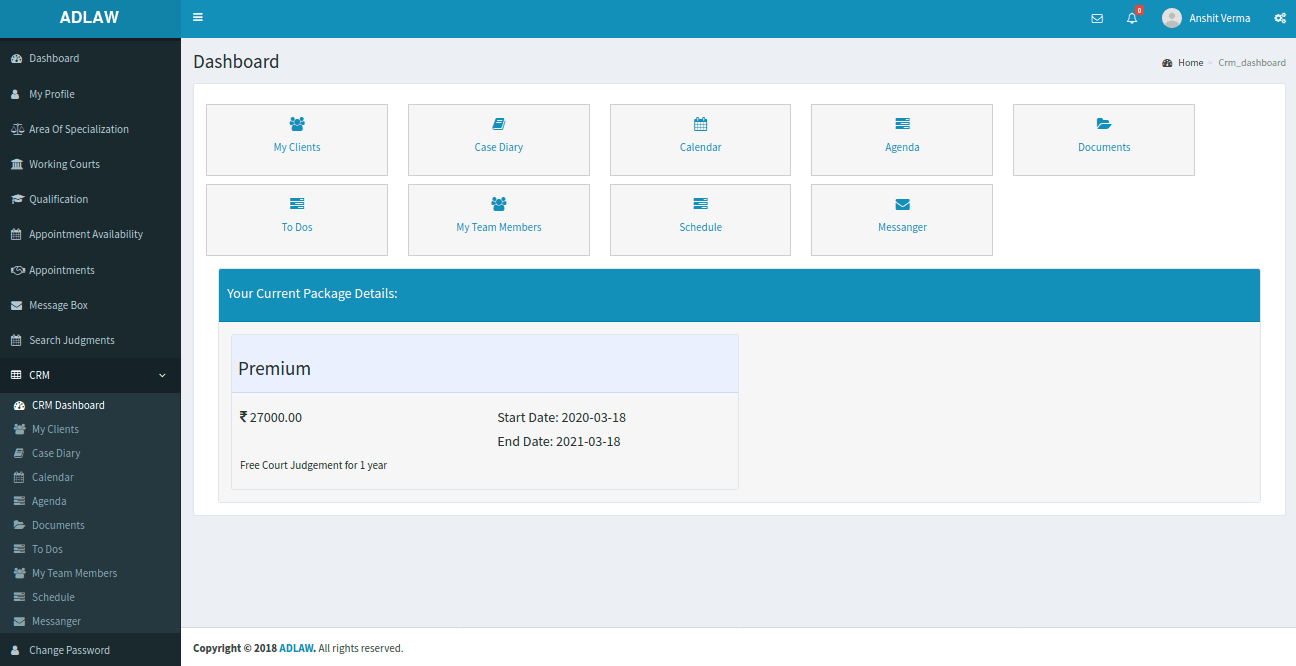 ADLAW
0
Anshit Verma
Dashboard
My Profile
Area Of Specialization
Working Courts
Qualification
Appointment Availability
Appointments
Message Box
Search Judgments
CRM
CRM Dashboard
My Clients
Case Diary
Calendar
Agenda
Documents
To Dos
My Team Members
Schedule
Messanger
Change Password
Dashboard
Home > Crm_dashboard
My Clients
Case Diary
Calendar
Agenda
Documents
To Dos
My Team Members
Schedule
Messanger
Your Current Package Details:
Premium
₹ 27000.00
Start Date: 2020-03-18
End Date: 2021-03-18
Free Court Judgement for 1 year
Copyright © 2018 ADLAW. All rights reserved.